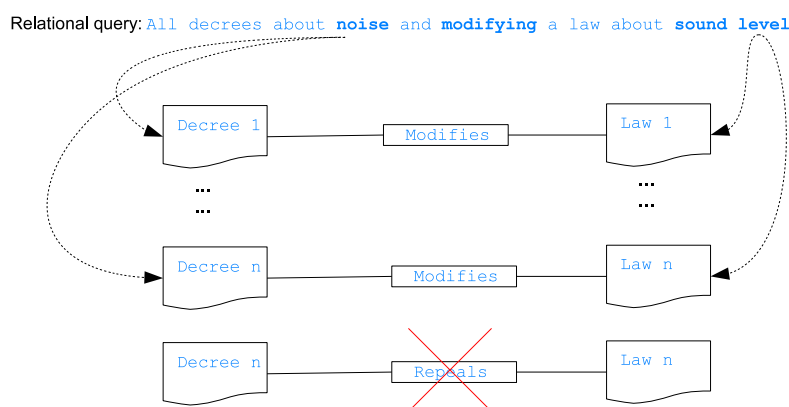 Relational query: All decrees about noise and modifying a law about sound level
Decree 1 Modifies Law 1
... ...
... ...
Decree n Modifies Law n
Decree n Repeals Law n